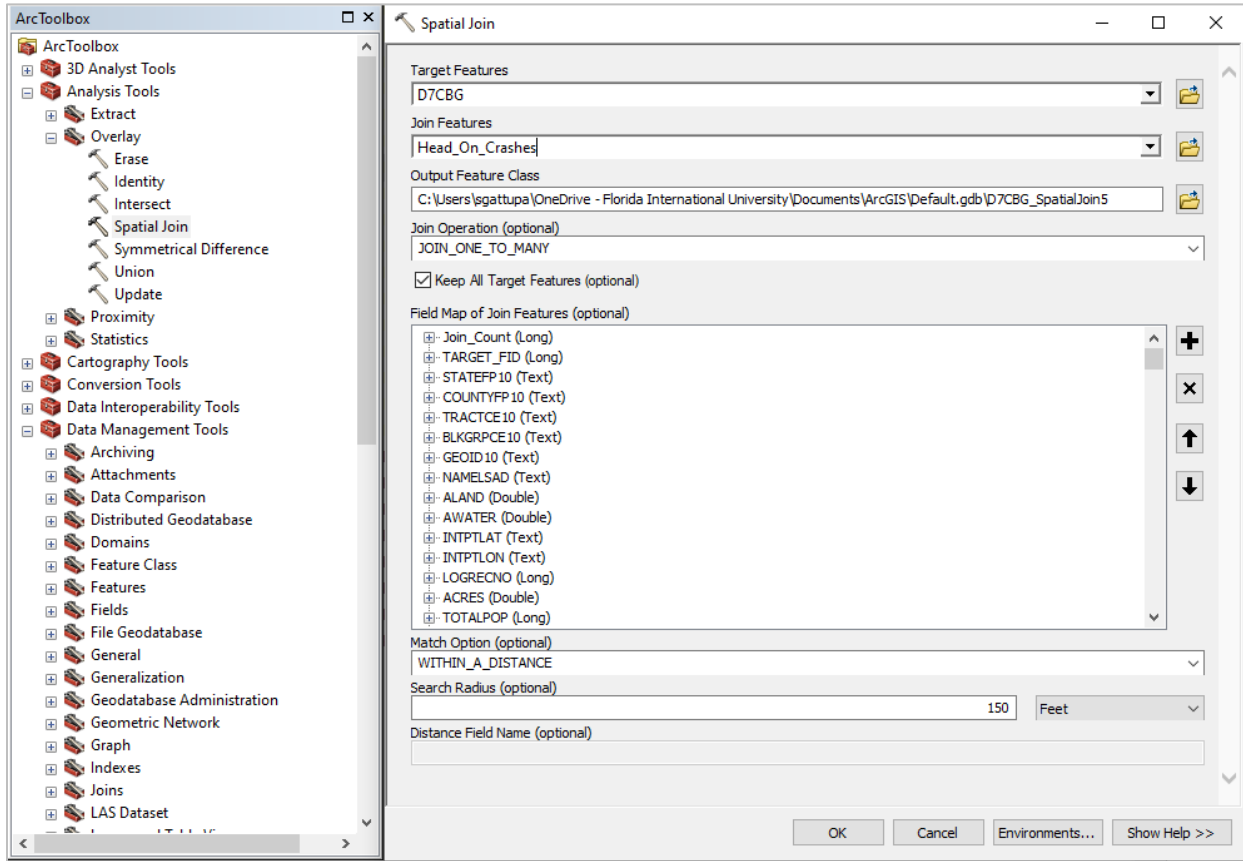 ArcToolbox
ArcToolbox
3D Analyst Tools
Analysis Tools
Extract
Overlay
Erase
Identity
Intersect
Spatial Join
Symmetrical Difference
Union
Update
Proximity
Statistics
Cartography Tools
Conversion Tools
Data Interoperability Tools
Data Management Tools
Archiving
Attachments
Data Comparison
Distributed Geodatabase
Domains
Feature Class
Features
Fields
File Geodatabase
General
Generalization
Geodatabase Administration
Geometric Network
Graph
Indexes
Joins
LAS Dataset
Spatial Join
Target Features
D7CBG
Join Features
Head_On_Crashes
Output Feature Class
C:\Users\sgattupa\OneDrive - Florida International University\Documents\ArcGIS\Default.gdb\D7CBG_SpatialJoin5
Join Operation (optional)
JOIN_ONE_TO_MANY
Keep All Target Features (optional)
Field Map of Join Features (optional)
Join_Count (Long)
TARGET_FID (Long)
STATEFP10 (Text)
COUNTYFP10 (Text)
TRACTCE10 (Text)
BLKGRPCE10 (Text)
GEOID10 (Text)
NAMELSAD (Text)
ALAND (Double)
AWATER (Double)
INTPTLAT (Text)
INTPTLON (Text)
LOGRECNO (Long)
ACRES (Double)
TOTALPOP (Long)
Match Option (optional)
WITHIN_A_DISTANCE
Search Radius (optional)
150 Feet
Distance Field Name (optional)
OK Cancel Environments... Show Help >>